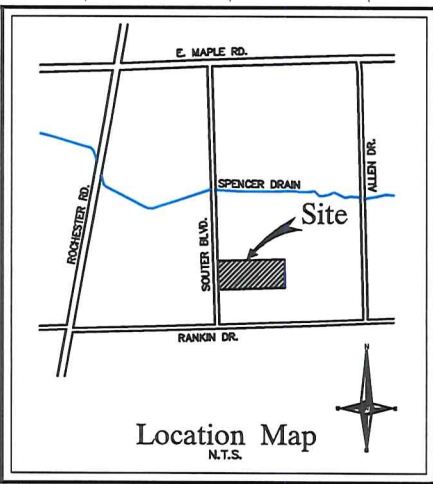 E. MAPLE RD.
ROCHESTER RD.
SPENCER DRAIN
ALLEN DR.
SOUTER BLVD.
Site
RANKIN DR.
N
Location Map
N.T.S.